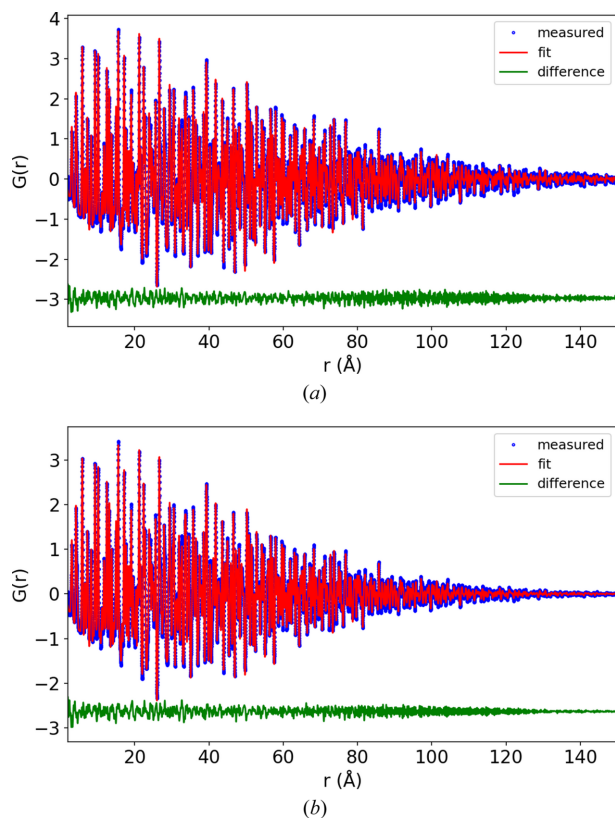 4
3
2
1
0
−1
−2
−3
G(r)
measured
fit
difference
20 40 60 80 100 120 140
r (Å)
(a)
3
2
1
0
−1
−2
−3
G(r)
measured
fit
difference
20 40 60 80 100 120 140
r (Å)
(b)